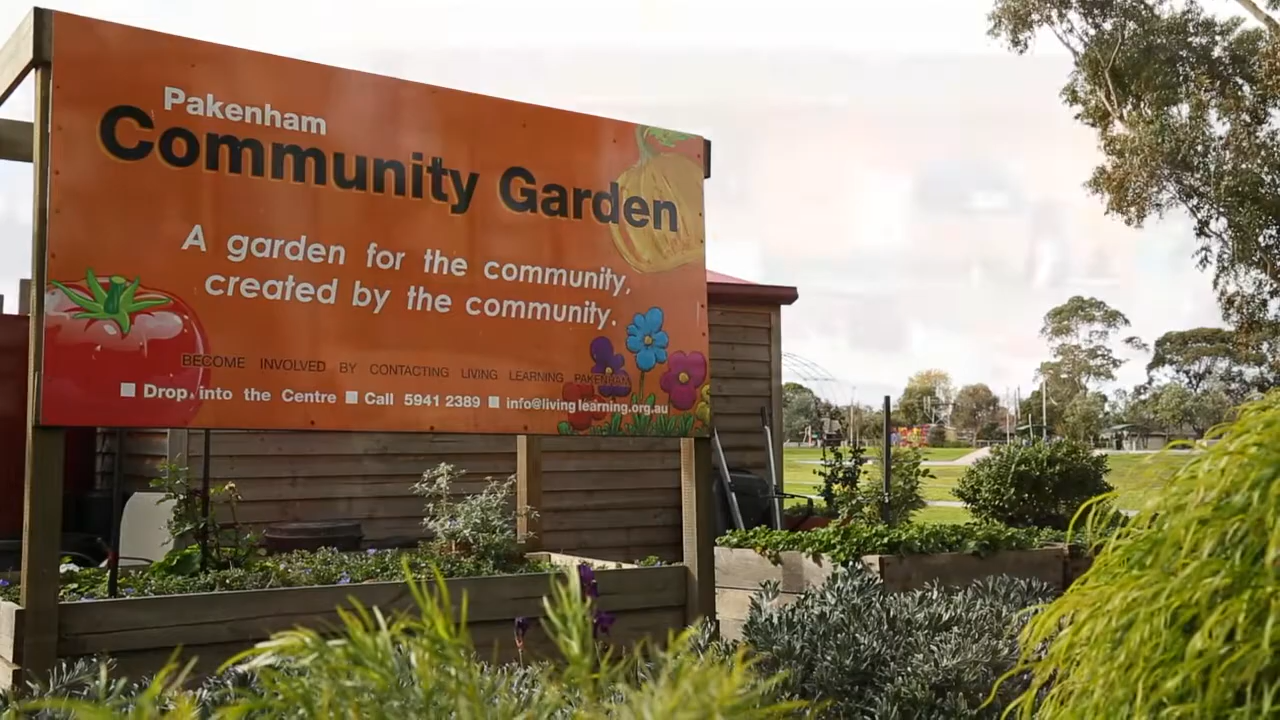 Pakenham
Community Garden
A garden for the community,
created by the community.
BECOME INVOLVED BY CONTACTING LIVING LEARNING PAKENHAM
Drop into the Centre Call 5941 2389 info@livinglearning.org.au